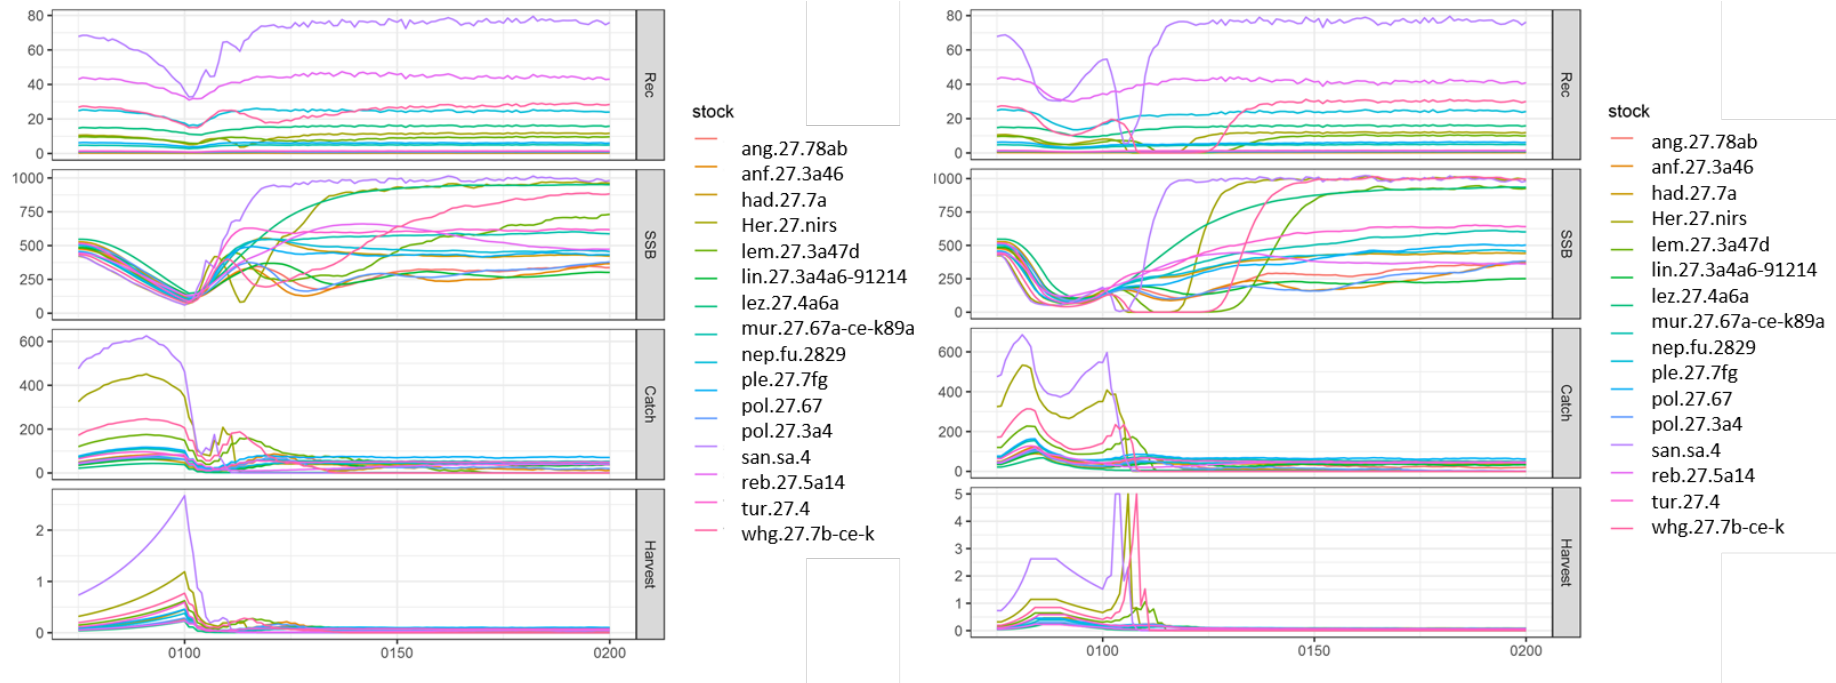 80
60
40
20
0
Rec
1000
750
500
250
0
SSB
600
400
200
0
Catch
2
1
0
Harvest
0100 0150 0200
stock
ang.27.78ab
anf.27.3a46
had.27.7a
Her.27.nirs
lem.27.3a47d
lin.27.3a4a6-91214
lez.27.4a6a
mur.27.67a-ce-k89a
nep.fu.2829
ple.27.7fg
pol.27.67
pol.27.3a4
san.sa.4
reb.27.5a14
tur.27.4
whg.27.7b-ce-k
80
60
40
20
0
Rec
1000
750
500
250
0
SSB
600
400
200
0
Catch
5
4
3
2
1
0
Harvest
0100 0150 0200
stock
ang.27.78ab
anf.27.3a46
had.27.7a
Her.27.nirs
lem.27.3a47d
lin.27.3a4a6-91214
lez.27.4a6a
mur.27.67a-ce-k89a
nep.fu.2829
ple.27.7fg
pol.27.67
pol.27.3a4
san.sa.4
reb.27.5a14
tur.27.4
whg.27.7b-ce-k